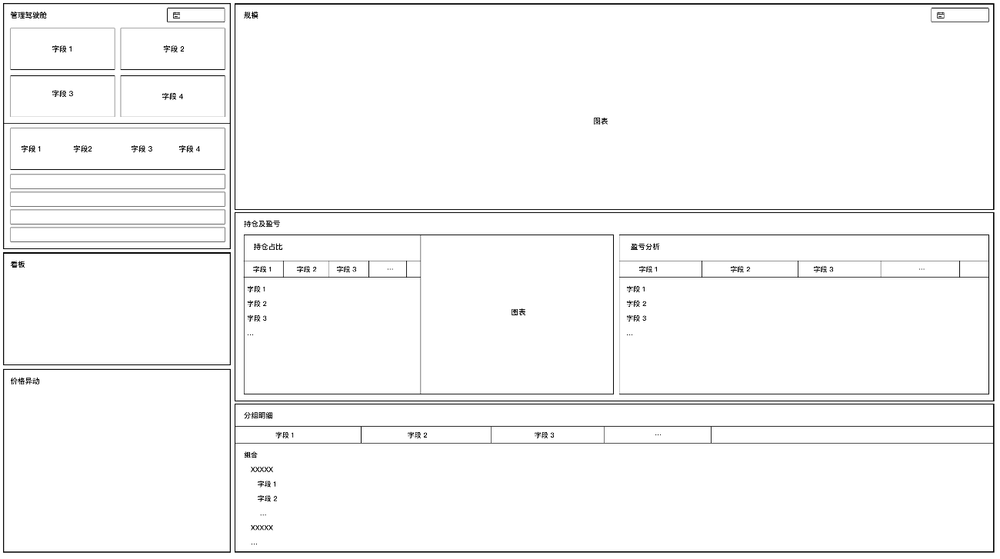 管理驾驶舱
字段 1
字段 2
字段 3
字段 4
字段 1 字段2 字段 3 字段 4
看板
价格异动
规模
图表
持仓及盈亏
持仓占比
字段 1 字段 2 字段 3 ...
字段 1
字段 2
字段 3
...
图表
盈亏分析
字段 1 字段 2 字段 3 ...
字段 1
字段 2
字段 3
...
分组明细
字段 1 字段 2 字段 3 ...
组合
XXXXX
字段 1
字段 2
...
XXXXX
...